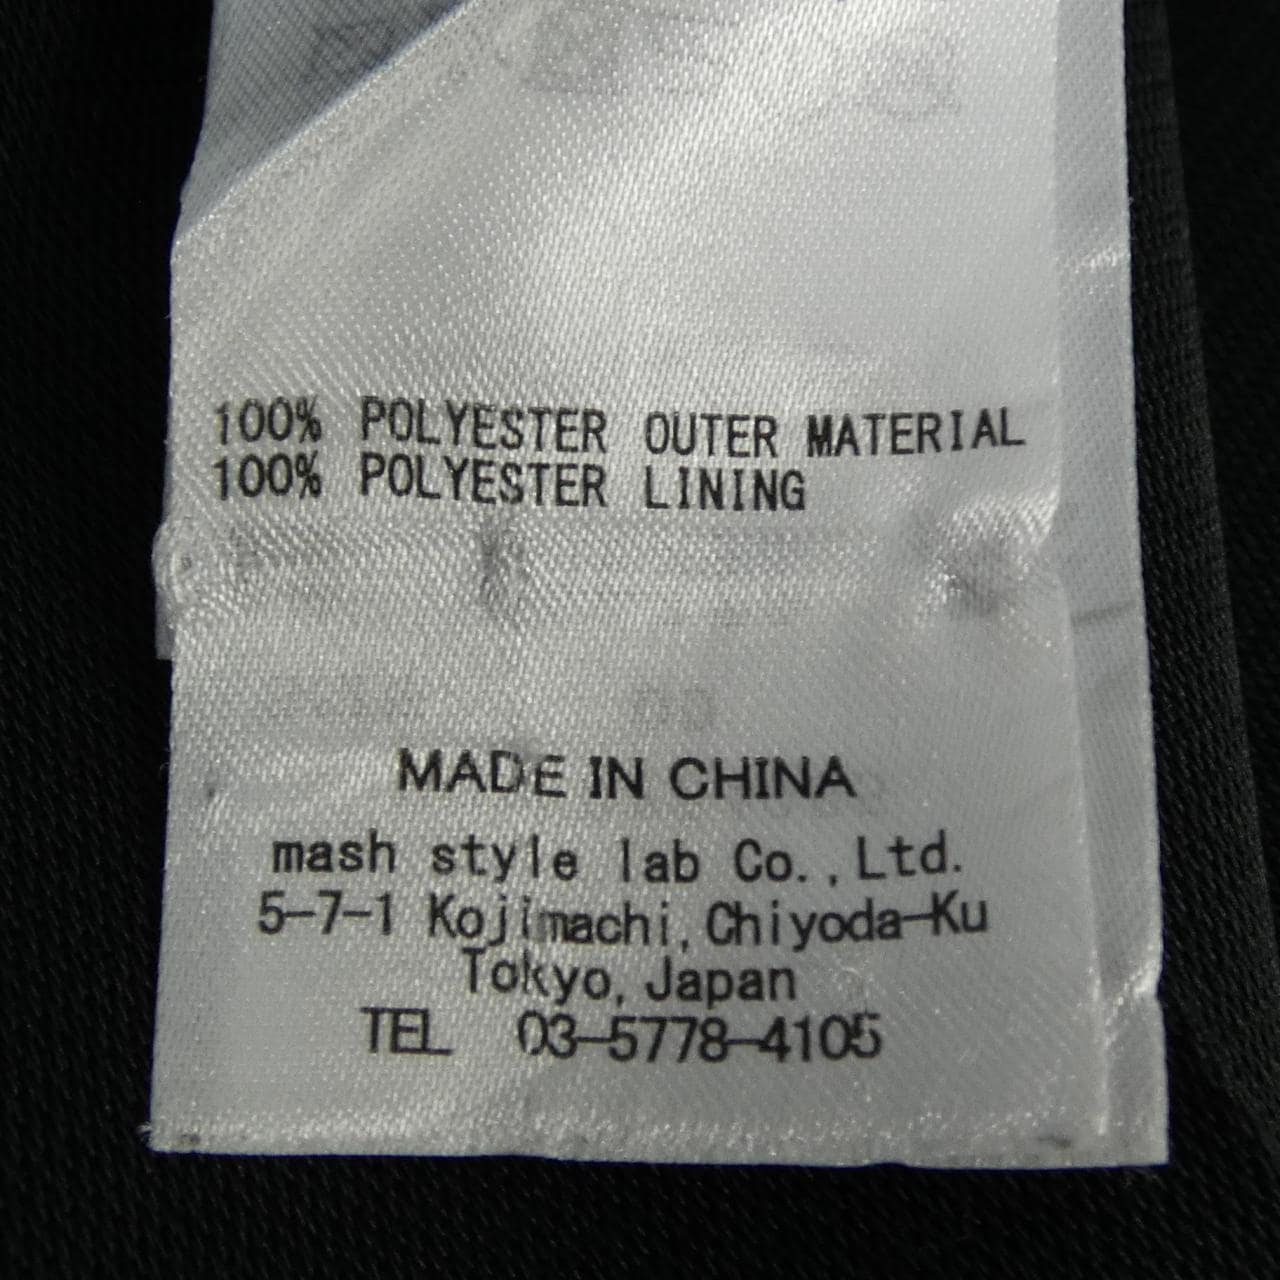 100% POLYESTER OUTER MATERIAL
100% POLYESTER LINING
MADE IN CHINA
mash style lab Co.,Ltd.
5-7-1 Kojimachi,Chiyoda-Ku
Tokyo,Japan
TEL 03-5778-4105